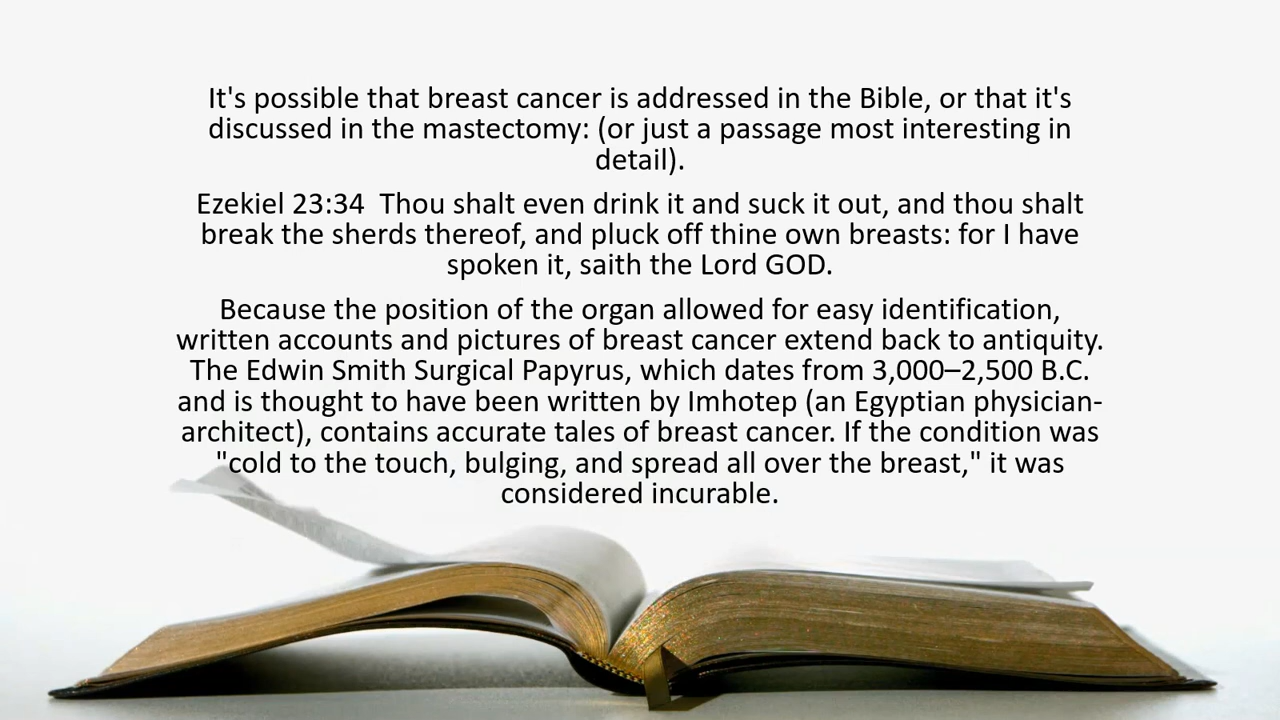 It's possible that breast cancer is addressed in the Bible, or that it's
discussed in the mastectomy: (or just a passage most interesting in
detail).
Ezekiel 23:34  Thou shalt even drink it and suck it out, and thou shalt
break the sherds thereof, and pluck off thine own breasts: for I have
spoken it, saith the Lord GOD.
Because the position of the organ allowed for easy identification,
written accounts and pictures of breast cancer extend back to antiquity.
The Edwin Smith Surgical Papyrus, which dates from 3,000–2,500 B.C.
and is thought to have been written by Imhotep (an Egyptian physician-
architect), contains accurate tales of breast cancer. If the condition was
"cold to the touch, bulging, and spread all over the breast," it was
considered incurable.